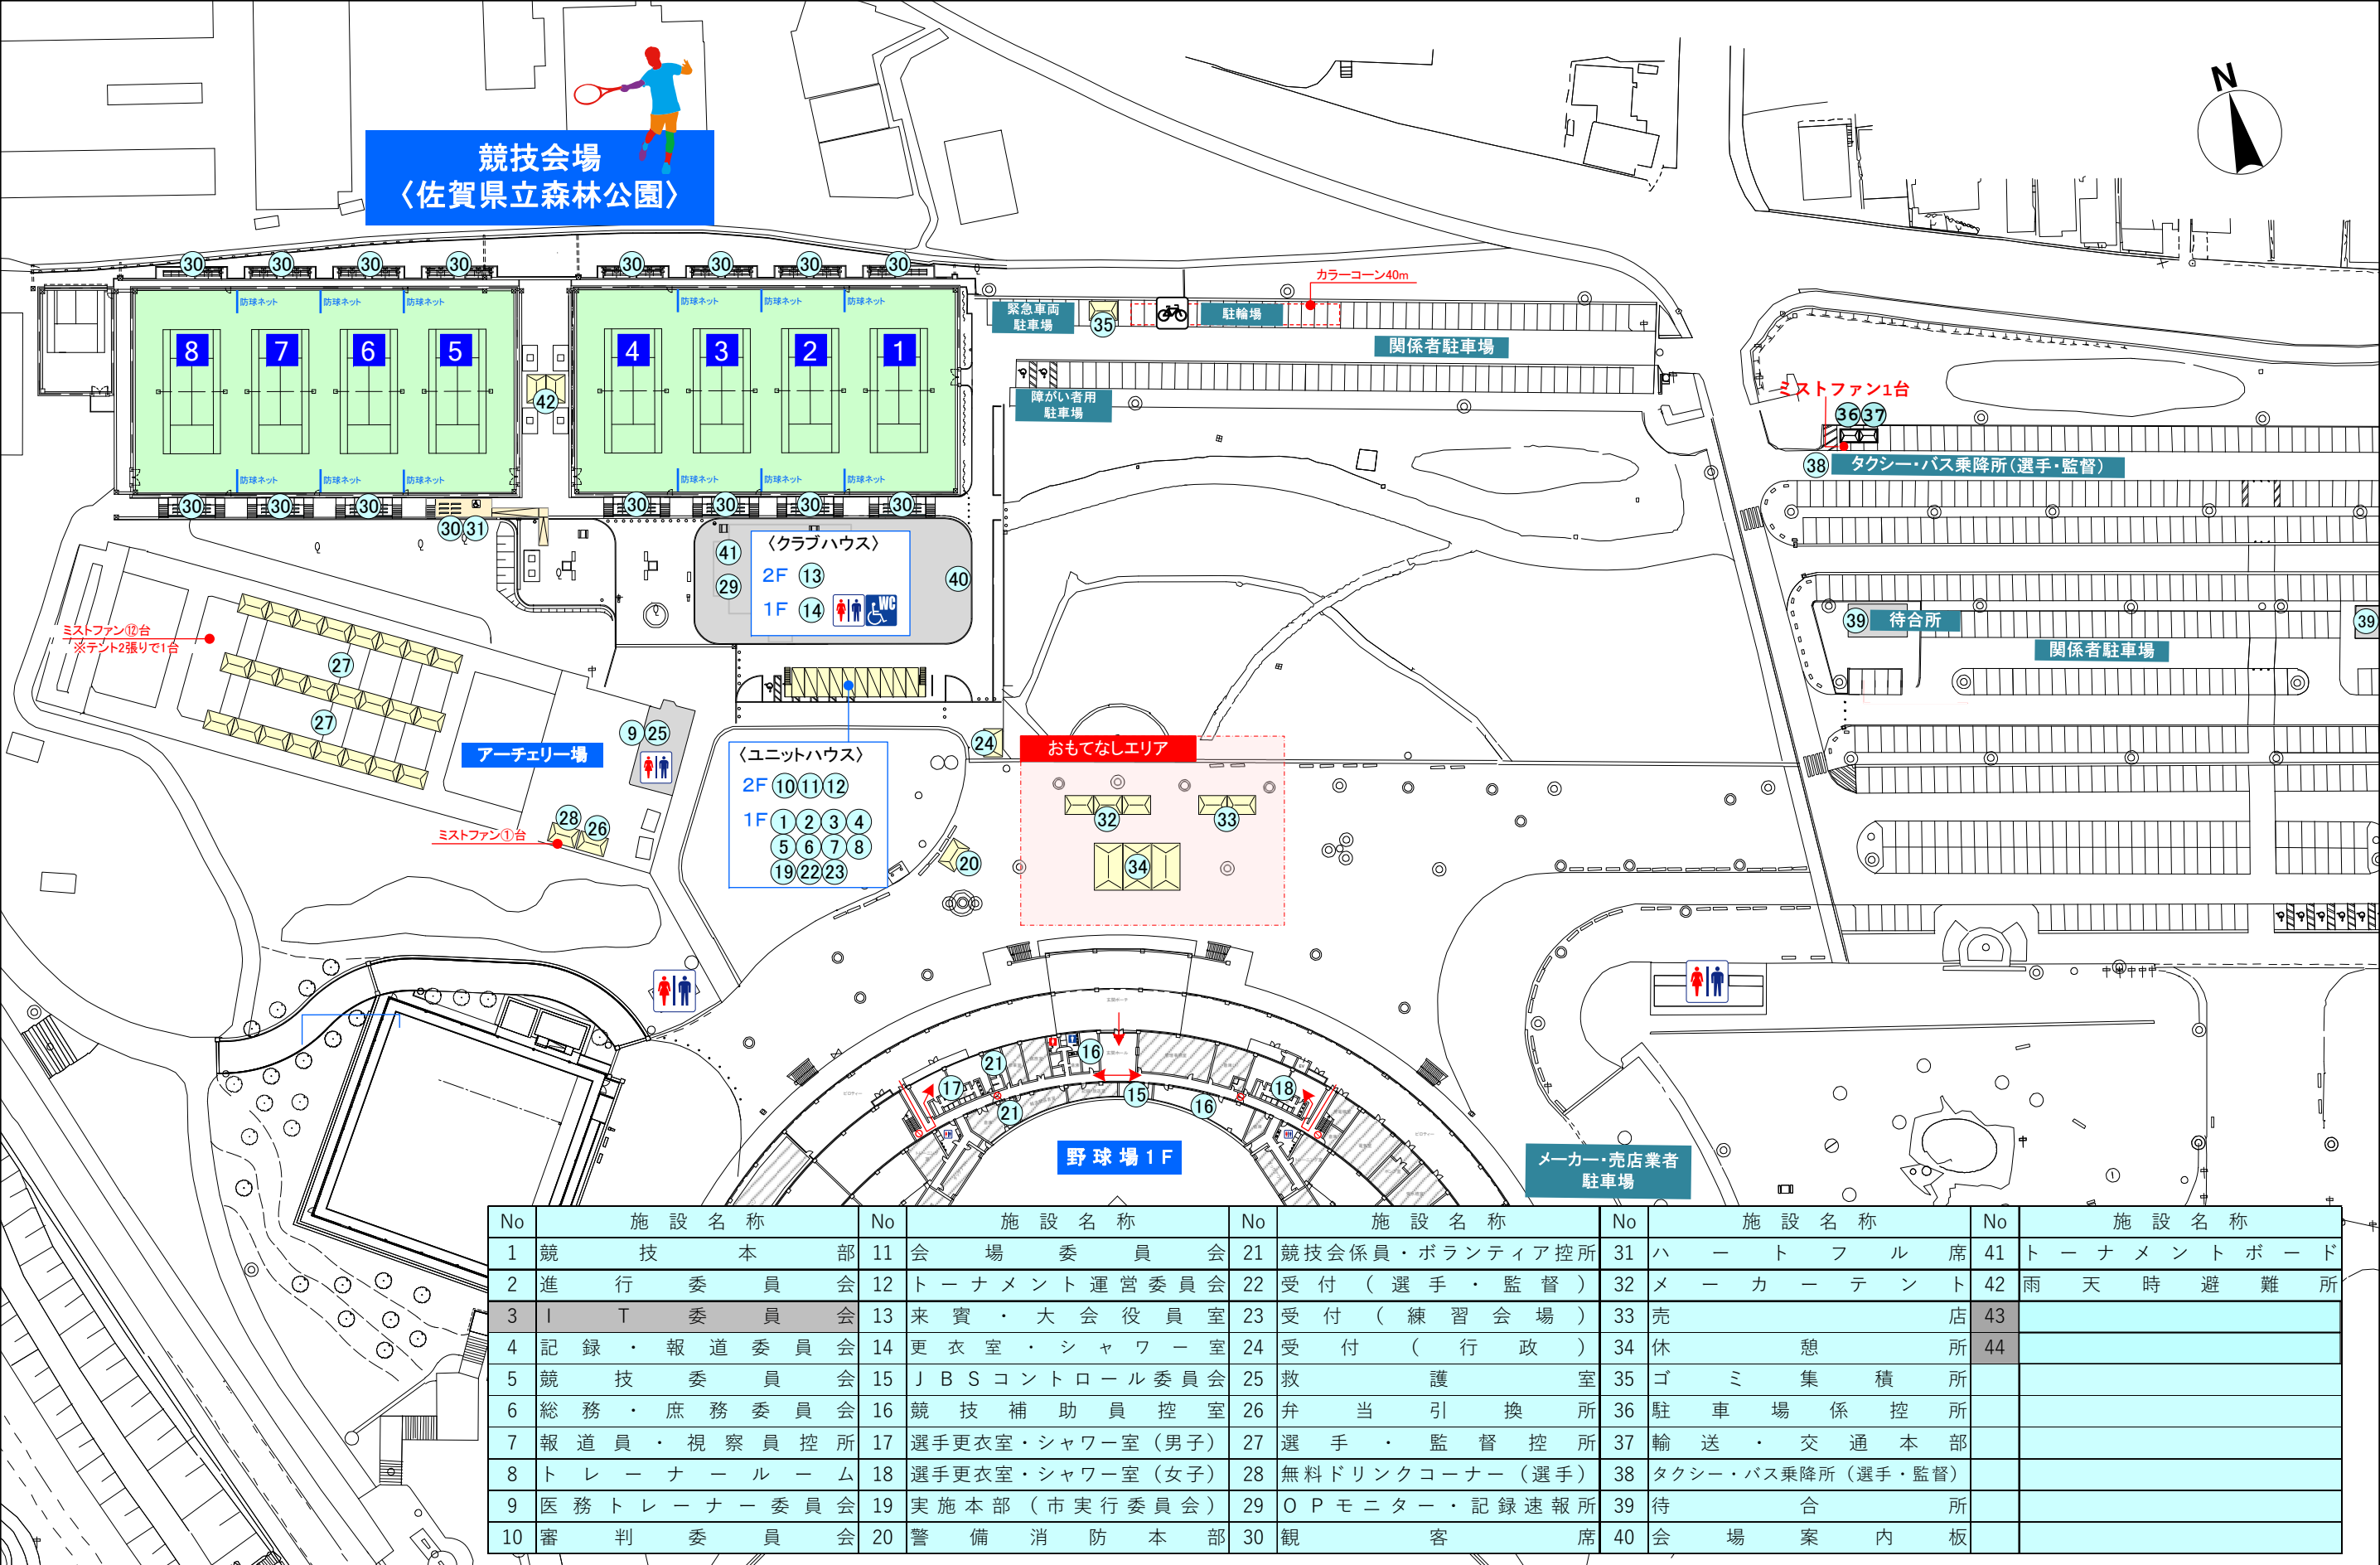 競技会場
〈佐賀県立森林公園〉
N
30 30 30 30 30 30 30 30
防球ネット 防球ネット 防球ネット 防球ネット 防球ネット 防球ネット
8 7 6 5 4 3 2 1
42
防球ネット 防球ネット 防球ネット 防球ネット 防球ネット 防球ネット
30 30 30 30 31 30 30 30 30
カラーコーン40m
緊急車両
駐車場
35
駐輪場
関係者駐車場
障がい者用
駐車場
ミストファン1台
36 37
38
タクシー・バス乗降所(選手・監督)
39
待合所
39
関係者駐車場
41
29
40
〈クラブハウス〉
2F 13
1F 14
WC
ミストファン⑫台
※テント2張りで1台
27
27
9 25
アーチェリー場
28 26
ミストファン①台
〈ユニットハウス〉
2F 10 11 12
1F 1 2 3 4
5 6 7 8
19 22 23
24
20
おもてなしエリア
32
33
34
16
21
17
21
15
16
18
野球場1F
メーカー・売店業者
駐車場
No 施設名称 No 施設名称 No 施設名称 No 施設名称 No 施設名称
1 競技本部 11 会場委員会 21 競技会係員・ボランティア控所 31 ハートフル席 41 トーナメントボード
2 進行委員会 12 トーナメント運営委員会 22 受付(選手・監督) 32 メーカーテント 42 雨天時避難所
3 IT委員会 13 来賓・大会役員室 23 受付(練習会場) 33 売店 43
4 記録・報道委員会 14 更衣室・シャワー室 24 受付(行政) 34 休憩所 44
5 競技委員会 15 JBSコントロール委員会 25 救護室 35 ゴミ集積所
6 総務・庶務委員会 16 競技補助員控室 26 弁当引換所 36 駐車場係控所
7 報道員・視察員控所 17 選手更衣室・シャワー室(男子) 27 選手・監督控所 37 輸送・交通本部
8 トレーナールーム 18 選手更衣室・シャワー室(女子) 28 無料ドリンクコーナー(選手) 38 タクシー・バス乗降所(選手・監督)
9 医務トレーナー委員会 19 実施本部(市実行委員会) 29 OPモニター・記録速報所 39 待合所
10 審判委員会 20 警備消防本部 30 観客席 40 会場案内板